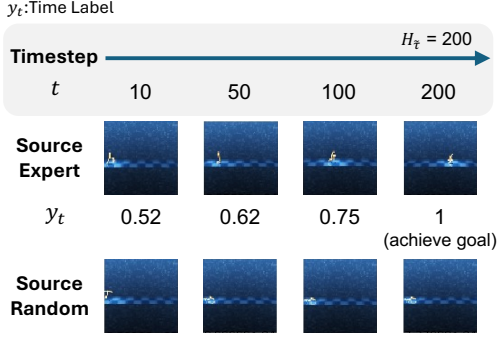 y_t:Time Label
H_τ̃ = 200
Timestep
t 10 50 100 200
Source
Expert
y_t 0.52 0.62 0.75 1
(achieve goal)
Source
Random